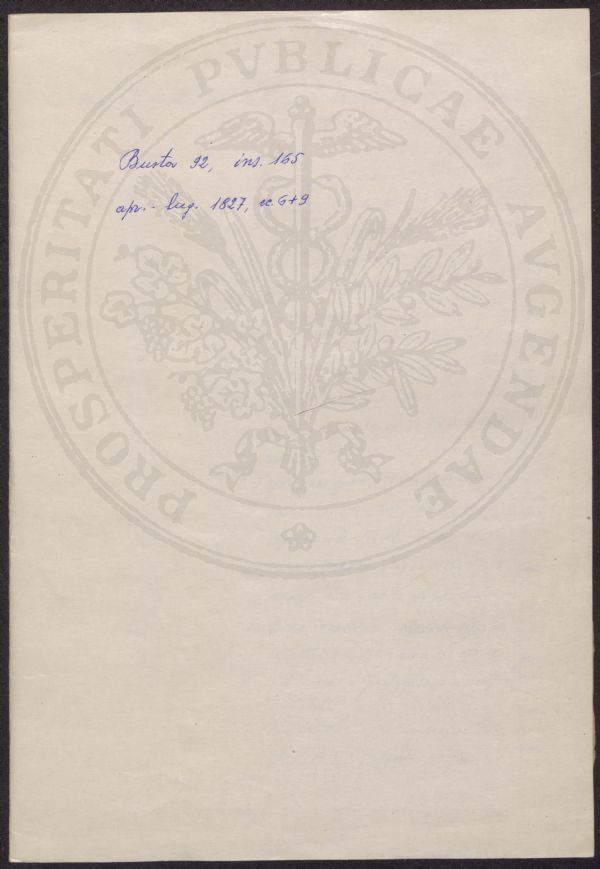 Busta 92, ins. 165
apr. - lug. 1827, cc. 6+9
PROSPERITATI PVBLICAE AVGENDAE